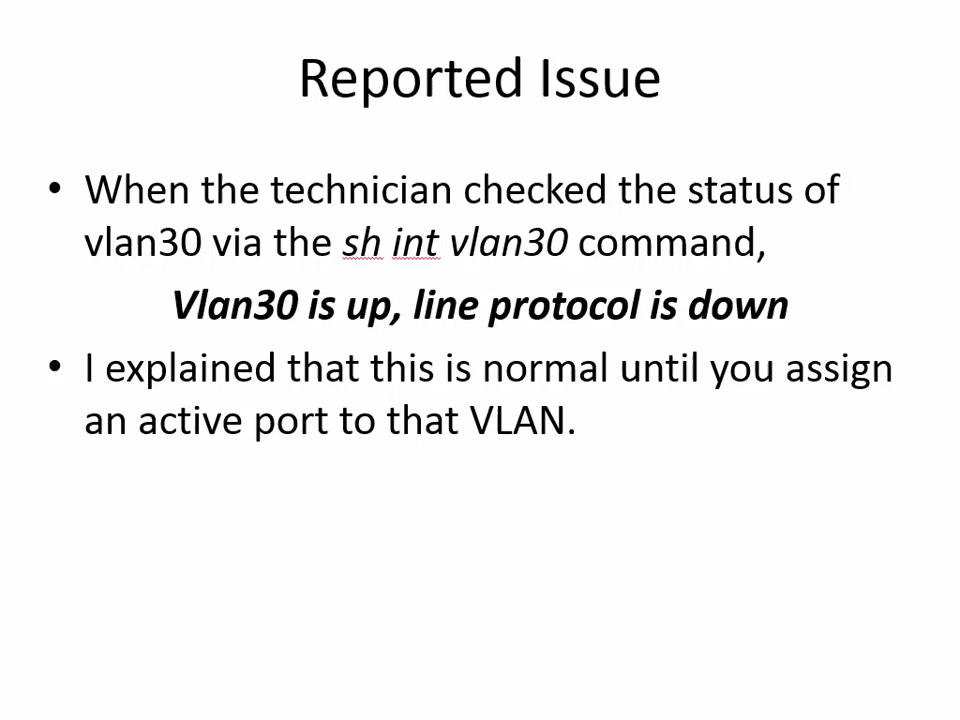 Reported Issue
• When the technician checked the status of
vlan30 via the sh int vlan30 command,
Vlan30 is up, line protocol is down
• I explained that this is normal until you assign
an active port to that VLAN.